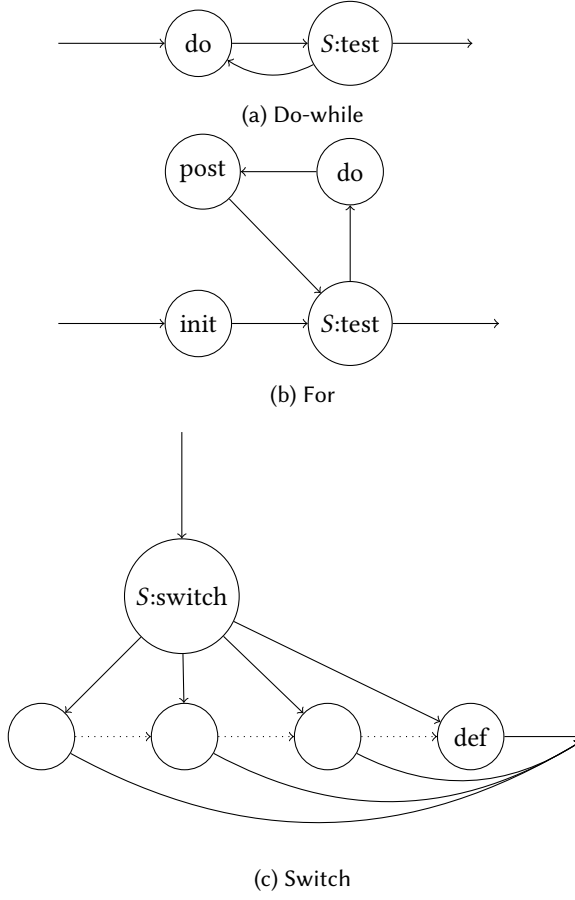 do
S:test
(a) Do-while
post
do
init
S:test
(b) For
S:switch
def
(c) Switch